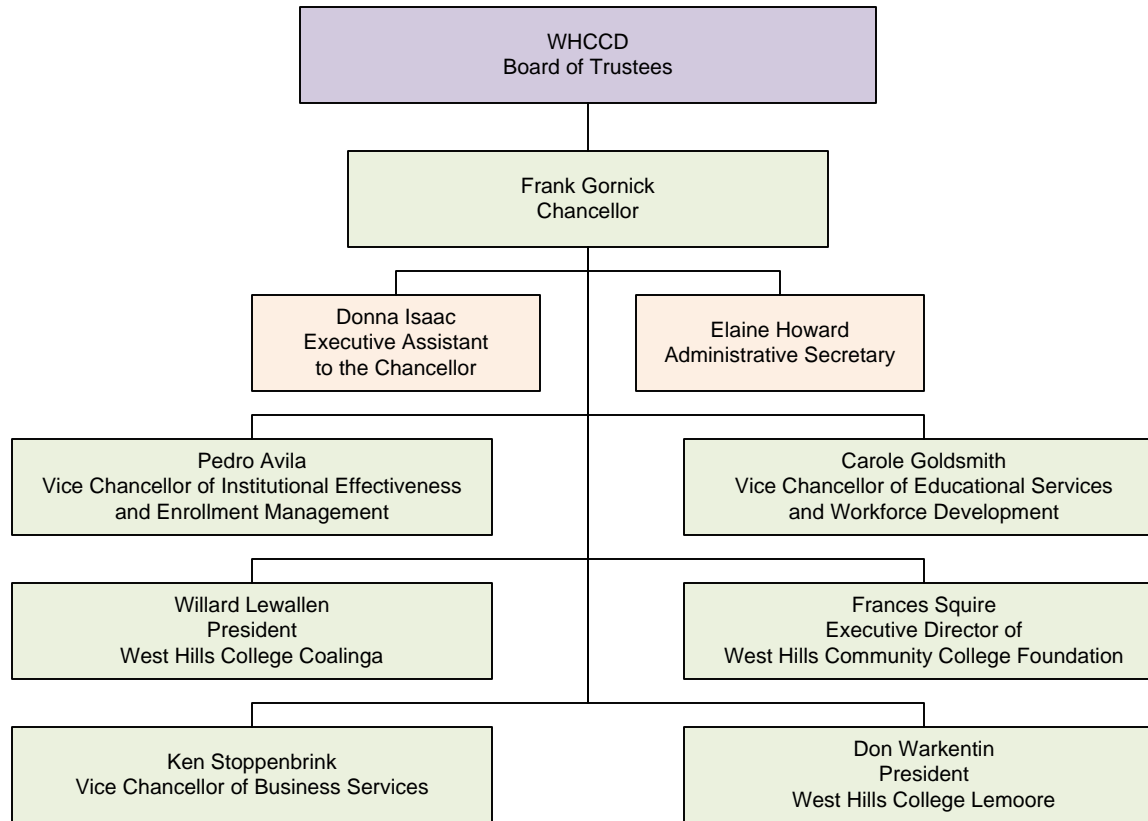 WHCCD
Board of Trustees
Frank Gornick
Chancellor
Donna Isaac
Executive Assistant
to the Chancellor
Elaine Howard
Administrative Secretary
Pedro Avila
Vice Chancellor of Institutional Effectiveness
and Enrollment Management
Carole Goldsmith
Vice Chancellor of Educational Services
and Workforce Development
Willard Lewallen
President
West Hills College Coalinga
Frances Squire
Executive Director of
West Hills Community College Foundation
Ken Stoppenbrink
Vice Chancellor of Business Services
Don Warkentin
President
West Hills College Lemoore